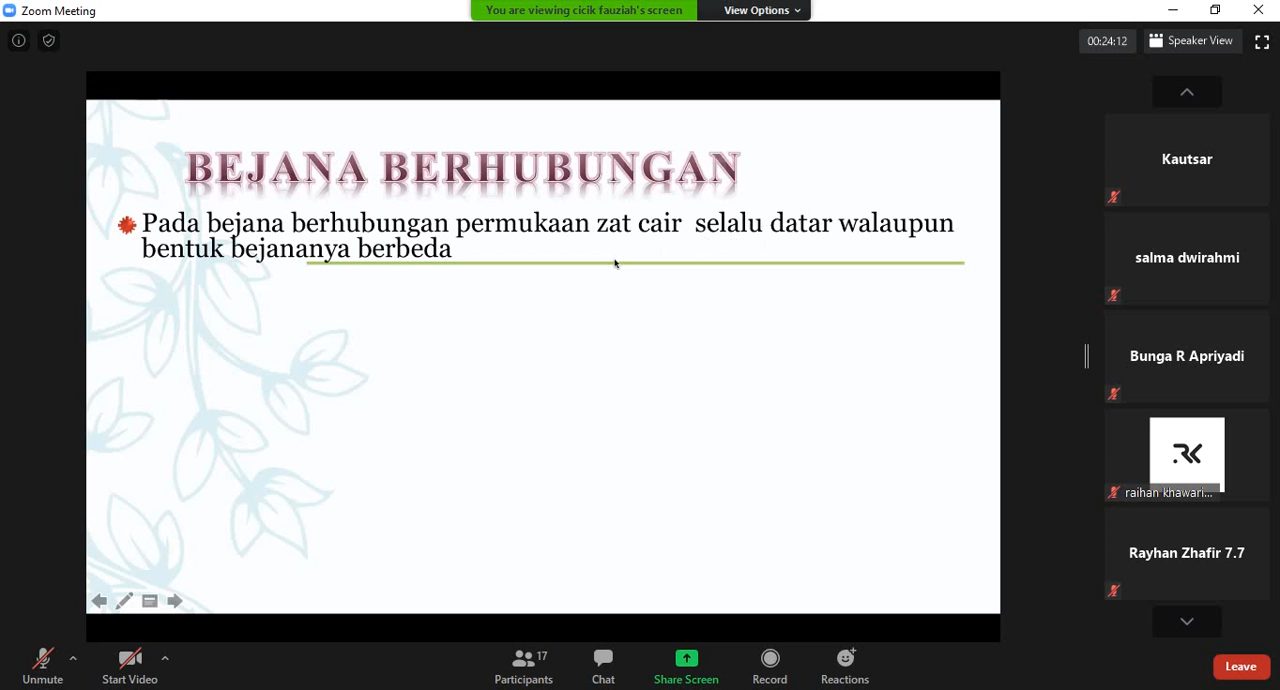 Zoom Meeting
You are viewing cicik fauziah's screen
View Options
00:24:12
Speaker View
BEJANA BERHUBUNGAN
Pada bejana berhubungan permukaan zat cair selalu datar walaupun
bentuk bejananya berbeda
Kautsar
salma dwirahmi
Bunga R Apriyadi
RK
raihan khawari...
Rayhan Zhafir 7.7
Unmute
Start Video
17
Participants
Chat
Share Screen
Record
Reactions
Leave